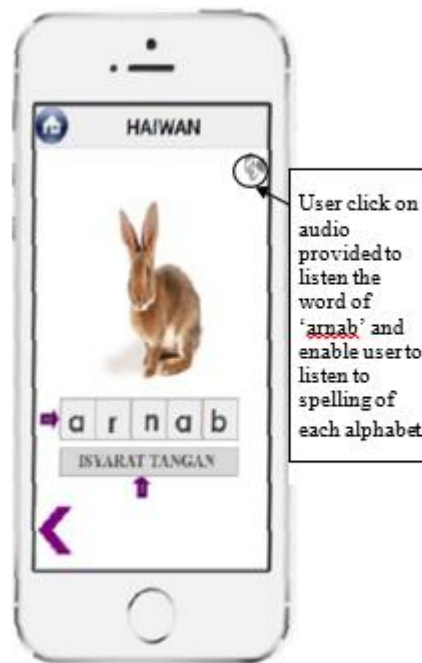 HAIWAN
a r n a b
ISYARAT TANGAN
User click on
audio
provided to
listen the
word of
‘arnab’ and
enable user to
listen to
spelling of
each alphabet